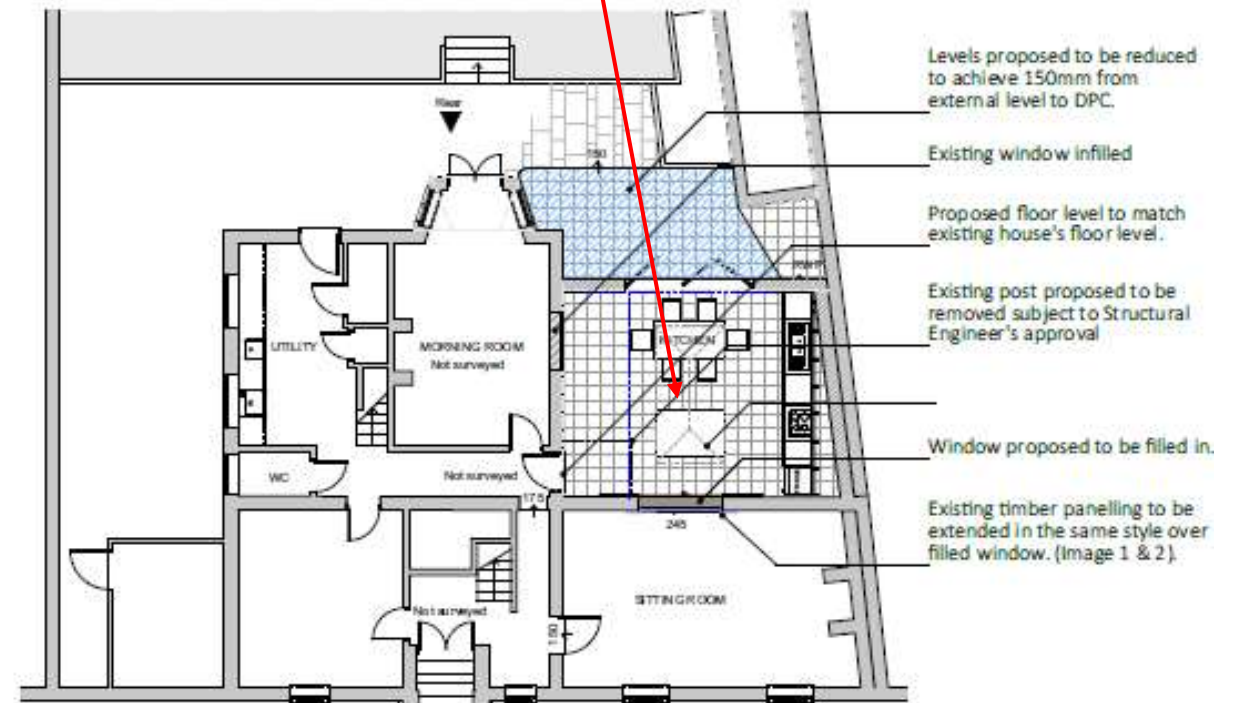 Levels proposed to be reduced
to achieve 150mm from
external level to DPC.
Existing window infilled
Proposed floor level to match
existing house's floor level.
Existing post proposed to be
removed subject to Structural
Engineer's approval
Window proposed to be filled in.
Existing timber panelling to be
extended in the same style over
filled window. (Image 1 & 2).
Rear
150
UTILITY
MORNING ROOM
Not surveyed
KITCHEN
WC
Not surveyed
175
245
Not surveyed
150
SITTING ROOM